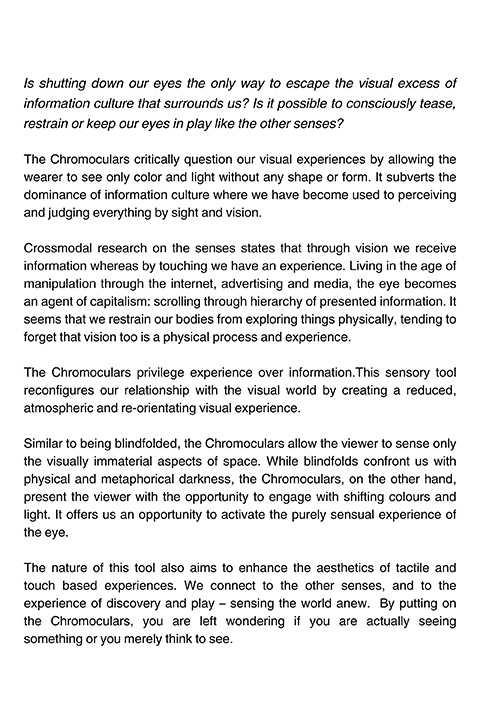 Is shutting down our eyes the only way to escape the visual excess of
information culture that surrounds us? Is it possible to consciously tease,
restrain or keep our eyes in play like the other senses?
The Chromoculars critically question our visual experiences by allowing the
wearer to see only color and light without any shape or form. It subverts the
dominance of information culture where we have become used to perceiving
and judging everything by sight and vision.
Crossmodal research on the senses states that through vision we receive
information whereas by touching we have an experience. Living in the age of
manipulation through the internet, advertising and media, the eye becomes
an agent of capitalism: scrolling through hierarchy of presented information. It
seems that we restrain our bodies from exploring things physically, tending to
forget that vision too is a physical process and experience.
The Chromoculars privilege experience over information.This sensory tool
reconfigures our relationship with the visual world by creating a reduced,
atmospheric and re-orientating visual experience.
Similar to being blindfolded, the Chromoculars allow the viewer to sense only
the visually immaterial aspects of space. While blindfolds confront us with
physical and metaphorical darkness, the Chromoculars, on the other hand,
present the viewer with the opportunity to engage with shifting colours and
light. It offers us an opportunity to activate the purely sensual experience of
the eye.
The nature of this tool also aims to enhance the aesthetics of tactile and
touch based experiences. We connect to the other senses, and to the
experience of discovery and play – sensing the world anew. By putting on
the Chromoculars, you are left wondering if you are actually seeing
something or you merely think to see.